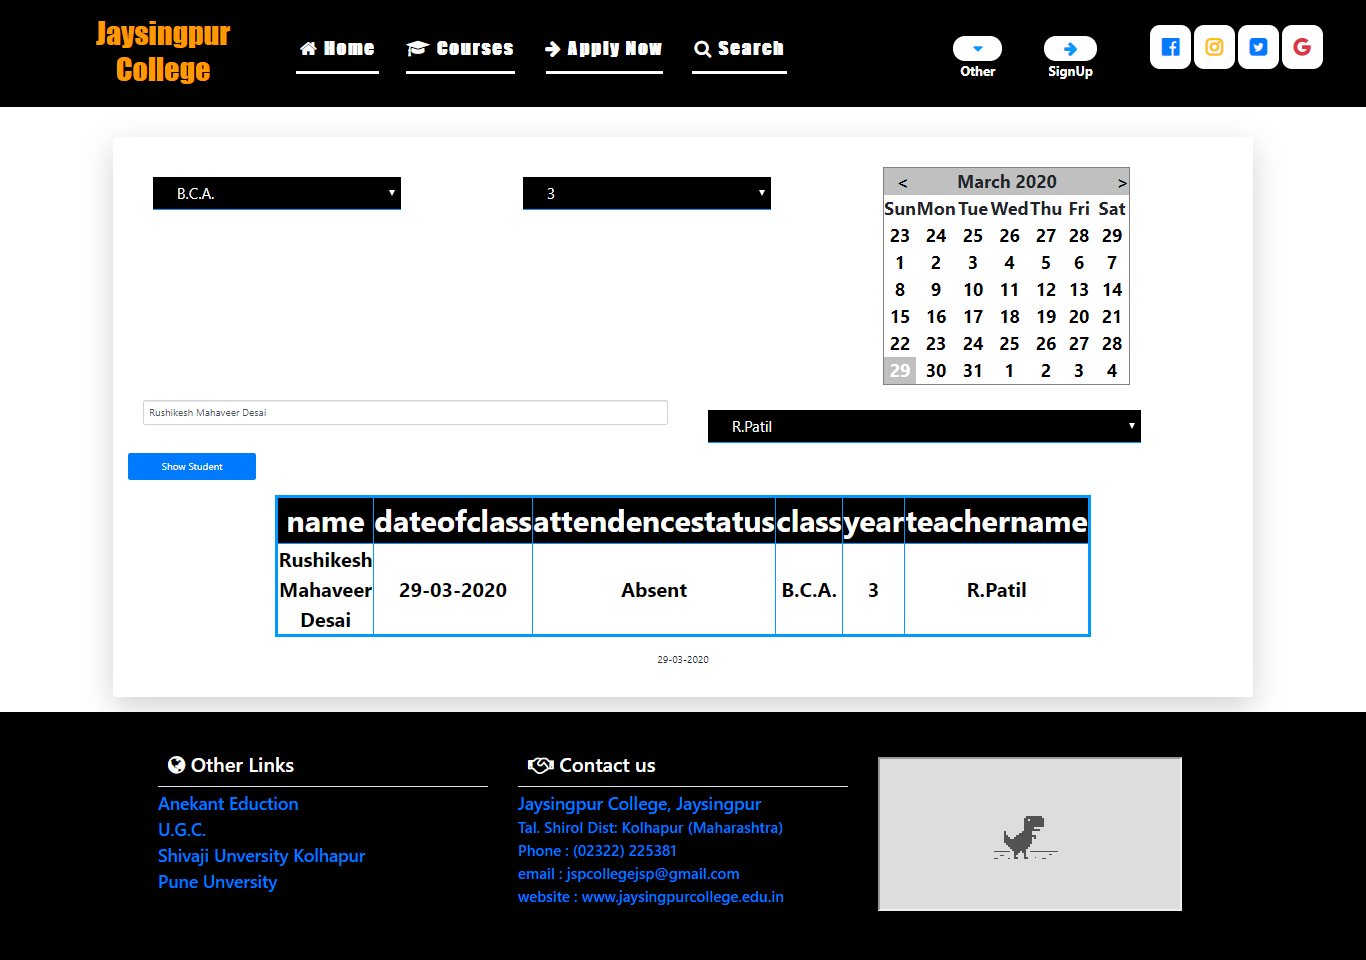 Jaysingpur
College
Home
Courses
Apply Now
Search
Other
SignUp
B.C.A.
3
< March 2020 >
Sun Mon Tue Wed Thu Fri Sat
23 24 25 26 27 28 29
1 2 3 4 5 6 7
8 9 10 11 12 13 14
15 16 17 18 19 20 21
22 23 24 25 26 27 28
29 30 31 1 2 3 4
Rushikesh Mahaveer Desai
R.Patil
Show Student
name dateofclass attendencestatus class year teachername
Rushikesh
Mahaveer
Desai
29-03-2020 Absent B.C.A. 3 R.Patil
29-03-2020
Other Links
Anekant Eduction
U.G.C.
Shivaji Unversity Kolhapur
Pune Unversity
Contact us
Jaysingpur College, Jaysingpur
Tal. Shirol Dist: Kolhapur (Maharashtra)
Phone : (02322) 225381
email : jspcollegejsp@gmail.com
website : www.jaysingpurcollege.edu.in